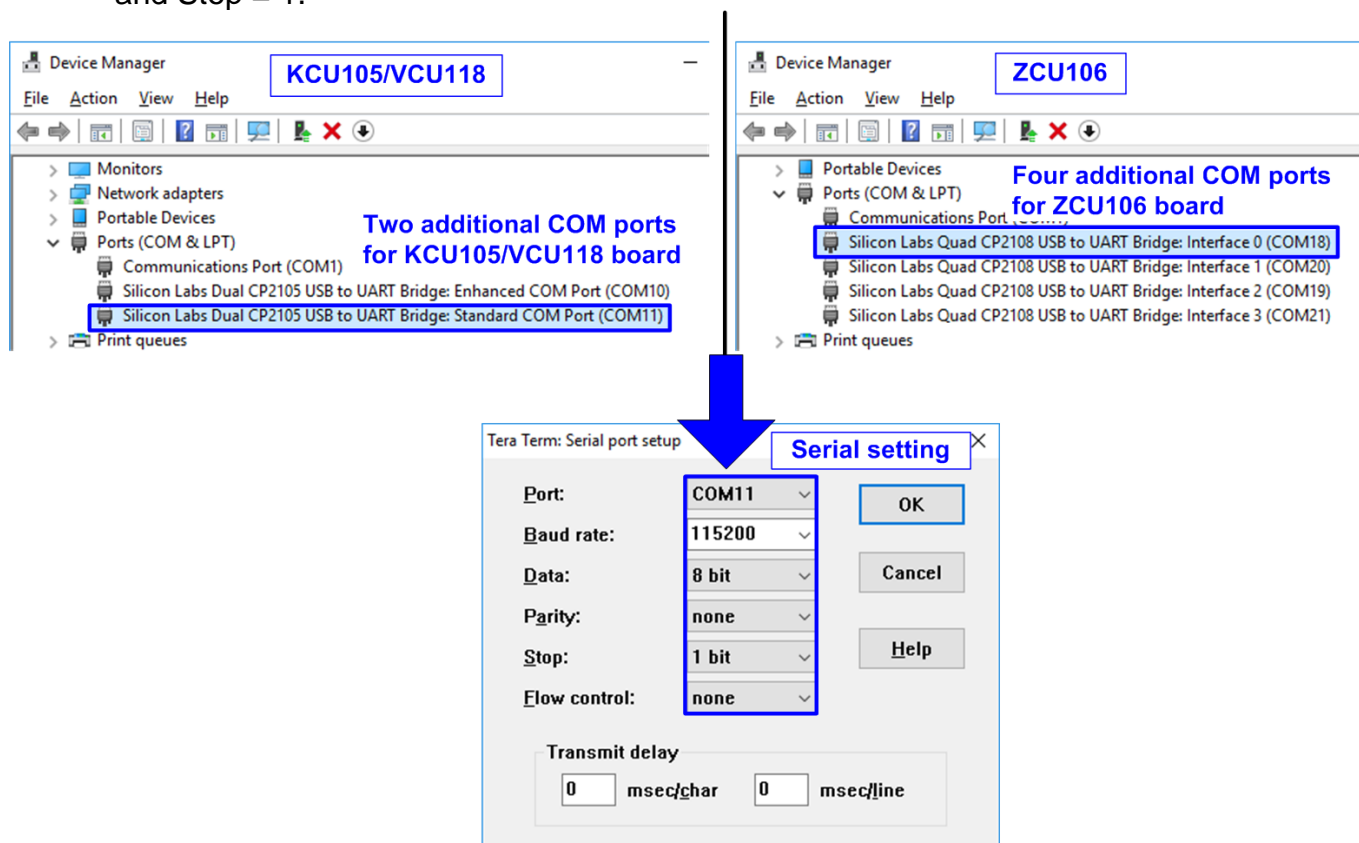 and Stop = 1.
Device Manager
KCU105/VCU118
File Action View Help
Monitors
Network adapters
Portable Devices
Ports (COM & LPT)
Communications Port (COM1)
Silicon Labs Dual CP2105 USB to UART Bridge: Enhanced COM Port (COM10)
Silicon Labs Dual CP2105 USB to UART Bridge: Standard COM Port (COM11)
Print queues
Two additional COM ports
for KCU105/VCU118 board
Device Manager
ZCU106
File Action View Help
Portable Devices
Ports (COM & LPT)
Communications Port
Silicon Labs Quad CP2108 USB to UART Bridge: Interface 0 (COM18)
Silicon Labs Quad CP2108 USB to UART Bridge: Interface 1 (COM20)
Silicon Labs Quad CP2108 USB to UART Bridge: Interface 2 (COM19)
Silicon Labs Quad CP2108 USB to UART Bridge: Interface 3 (COM21)
Print queues
Four additional COM ports
for ZCU106 board
Tera Term: Serial port setup
Serial setting
Port: COM11
Baud rate: 115200
Data: 8 bit
Parity: none
Stop: 1 bit
Flow control: none
OK
Cancel
Help
Transmit delay
0 msec/char 0 msec/line